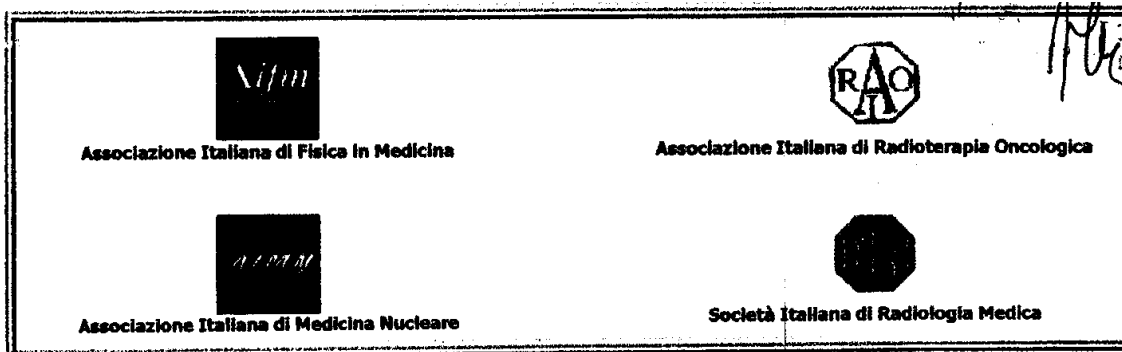 Aifm
Associazione Italiana di Fisica in Medicina
RAO
I
Associazione Italiana di Radioterapia Oncologica
Associazione Italiana di Medicina Nucleare
Società Italiana di Radiologia Medica